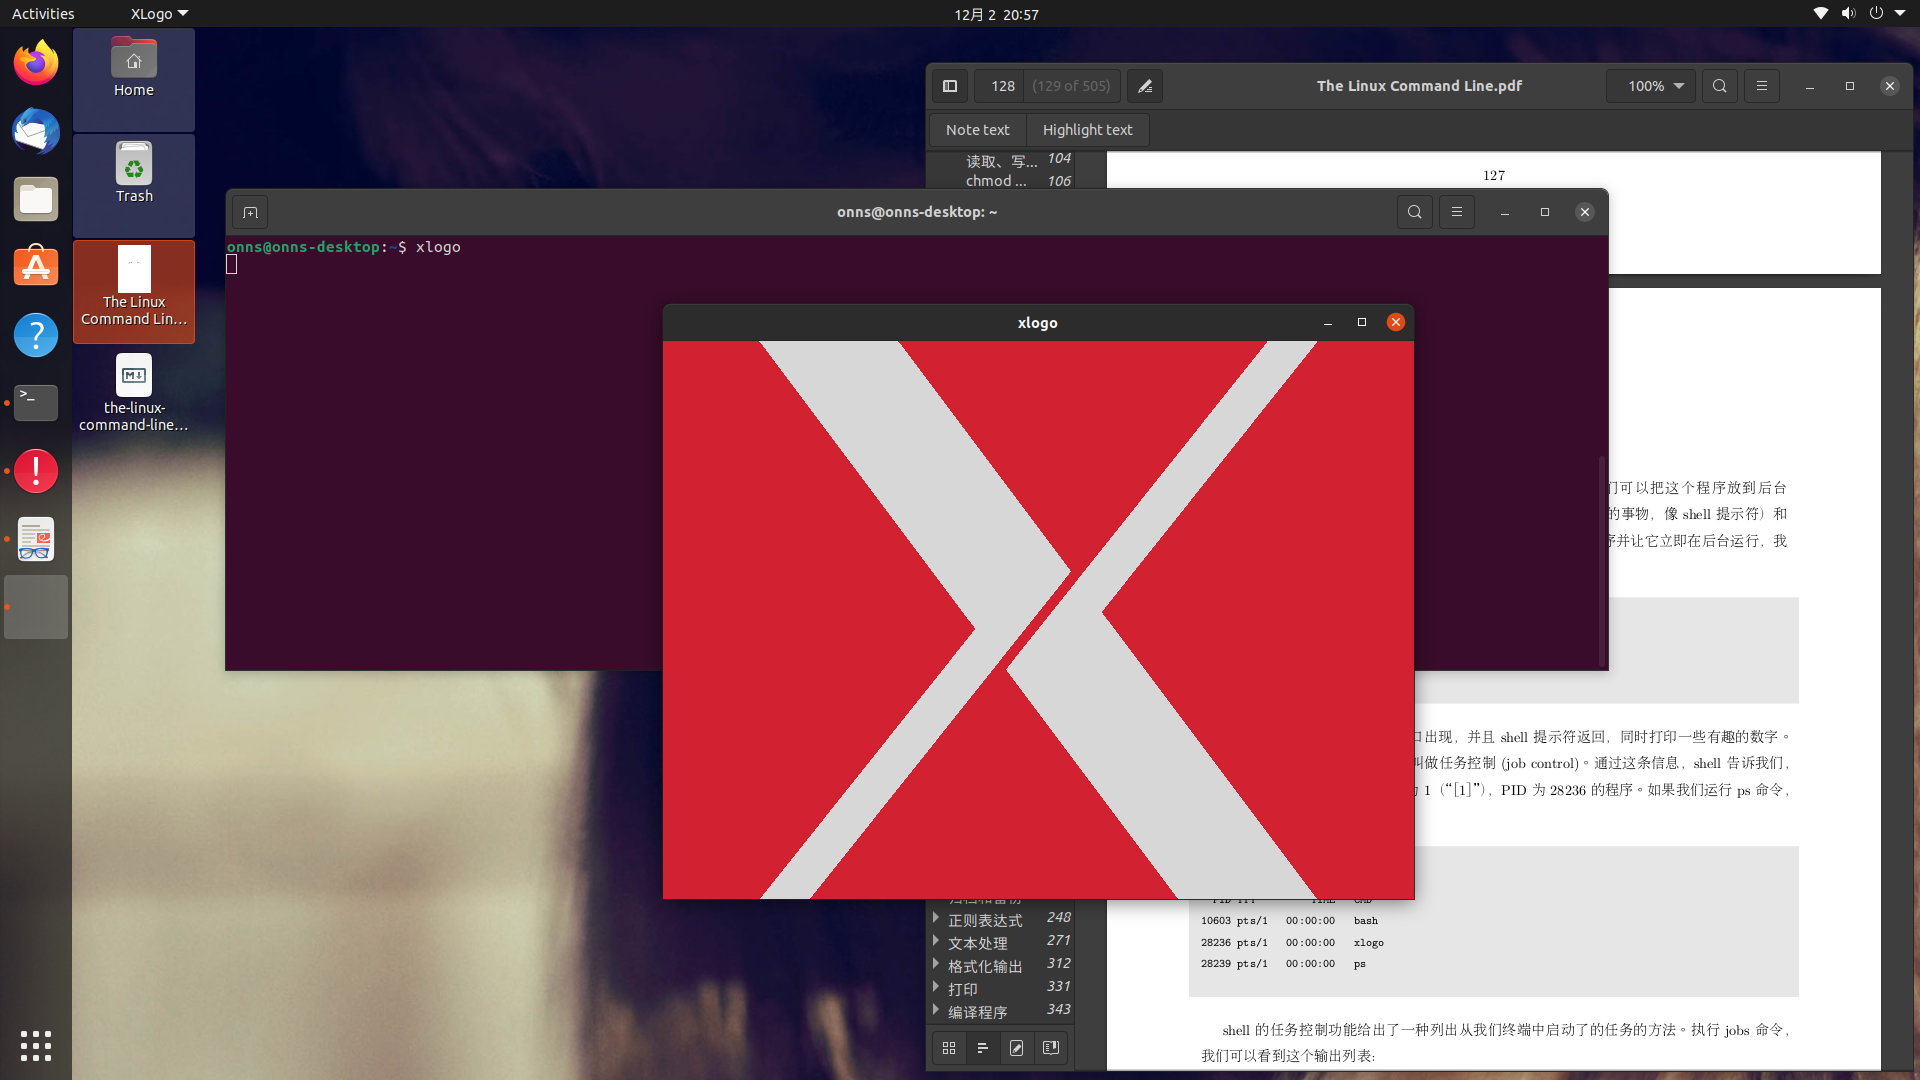 Activities
XLogo
12月 2 20:57
Home
Trash
The Linux
Command Lin…
the-linux-
command-line…
128 (129 of 505)
The Linux Command Line.pdf
100%
Note text
Highlight text
读取、写... 104
chmod ... 106
127
onns@onns-desktop: ~
onns@onns-desktop:~$ xlogo
xlogo
们可以把这个程序放到后台
的事物，像 shell 提示符）和
序并让它立即在后台运行，我
口出现，并且 shell 提示符返回，同时打印一些有趣的数字。
叫做任务控制 (job control)。通过这条信息，shell 告诉我们，
为 1（“[1]”），PID 为 28236 的程序。如果我们运行 ps 命令，
10603 pts/1 00:00:00 bash
28236 pts/1 00:00:00 xlogo
28239 pts/1 00:00:00 ps
正则表达式 248
文本处理 271
格式化输出 312
打印 331
编译程序 343
shell 的任务控制功能给出了一种列出从我们终端中启动了的任务的方法。执行 jobs 命令，
我们可以看到这个输出列表: